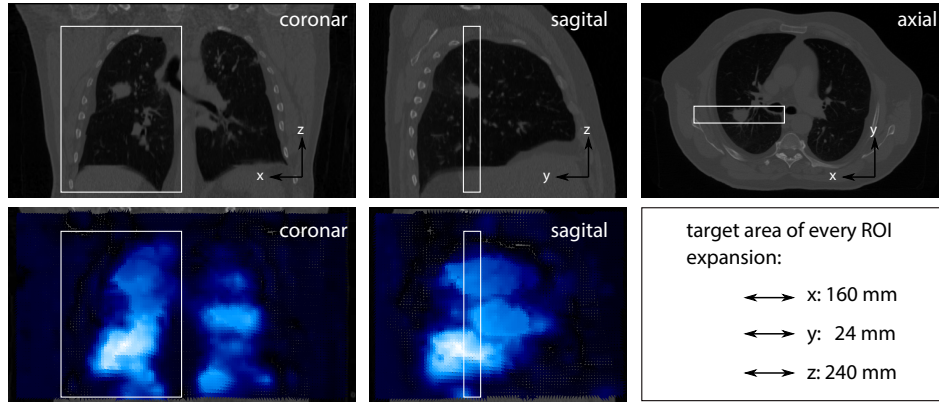 coronar
z
x
sagital
z
y
axial
y
x
coronar
sagital
target area of every ROI
expansion:
x: 160 mm
y: 24 mm
z: 240 mm